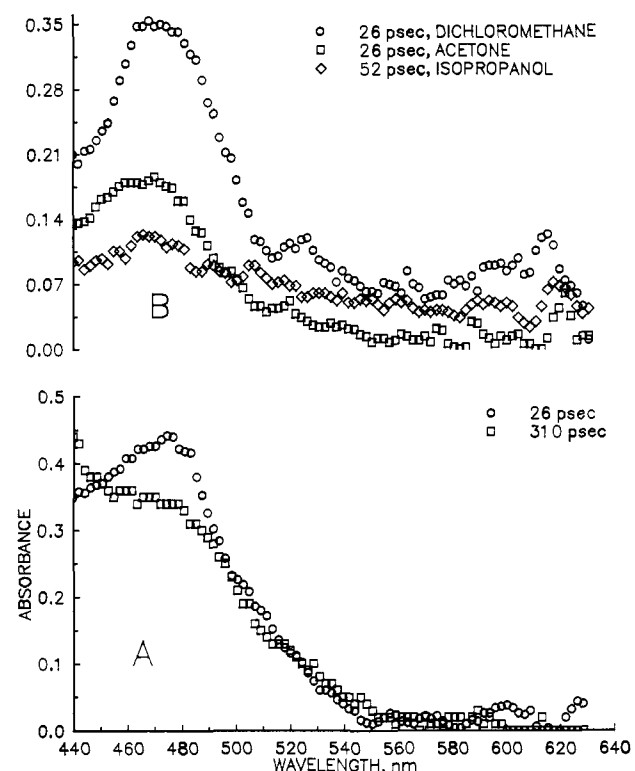 0.35
0.28
0.21
0.14
0.07
0.00
26 psec, DICHLOROMETHANE
26 psec, ACETONE
52 psec, ISOPROPANOL
B
0.5
0.4
0.3
0.2
0.1
0.0
ABSORBANCE
26 psec
310 psec
A
440 460 480 500 520 540 560 580 600 620 640
WAVELENGTH, nm